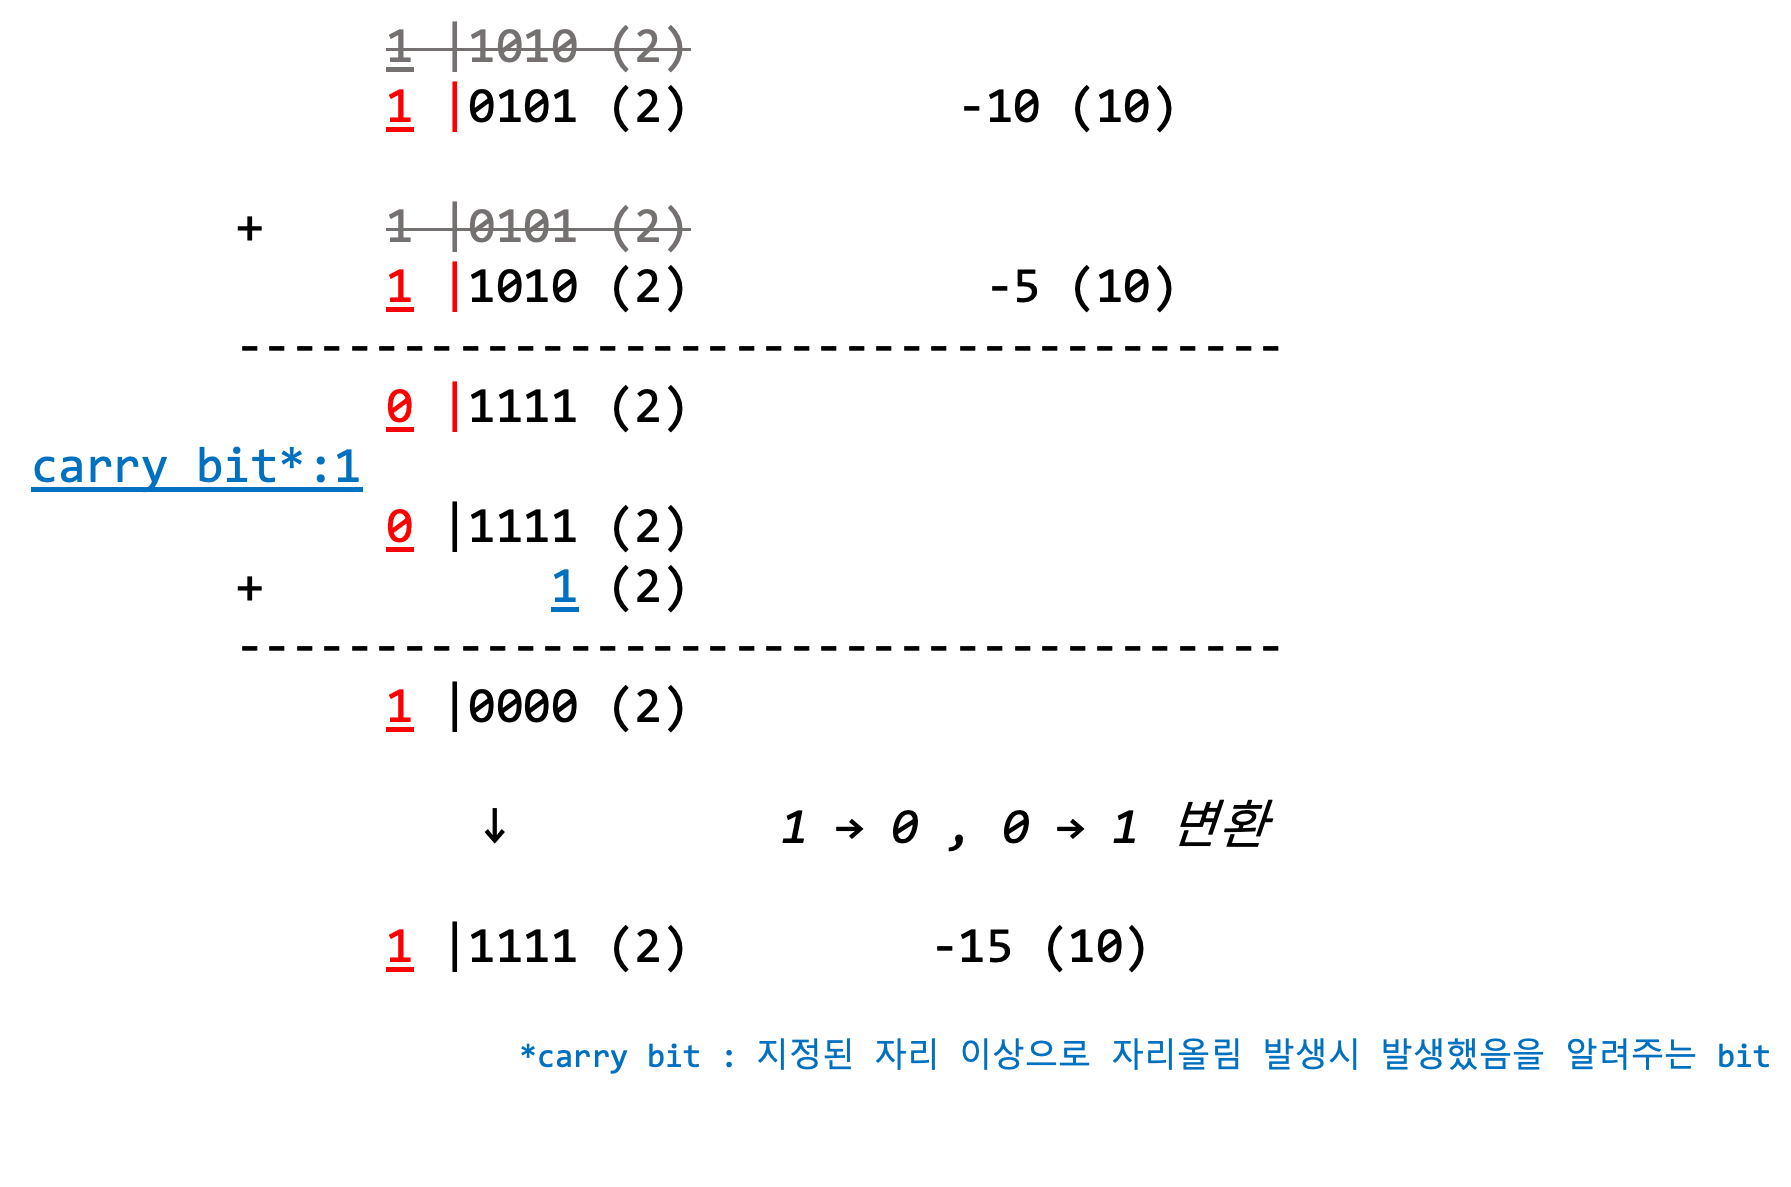 1 |1010 (2)
1 |0101 (2) -10 (10)
+ 1 |0101 (2)
1 |1010 (2) -5 (10)
--------------------------------------
0 |1111 (2)
carry bit*:1
0 |1111 (2)
+ 1 (2)
--------------------------------------
1 |0000 (2)
↓ 1 → 0 , 0 → 1 변환
1 |1111 (2) -15 (10)
*carry bit : 지정된 자리 이상으로 자리올림 발생시 발생했음을 알려주는 bit